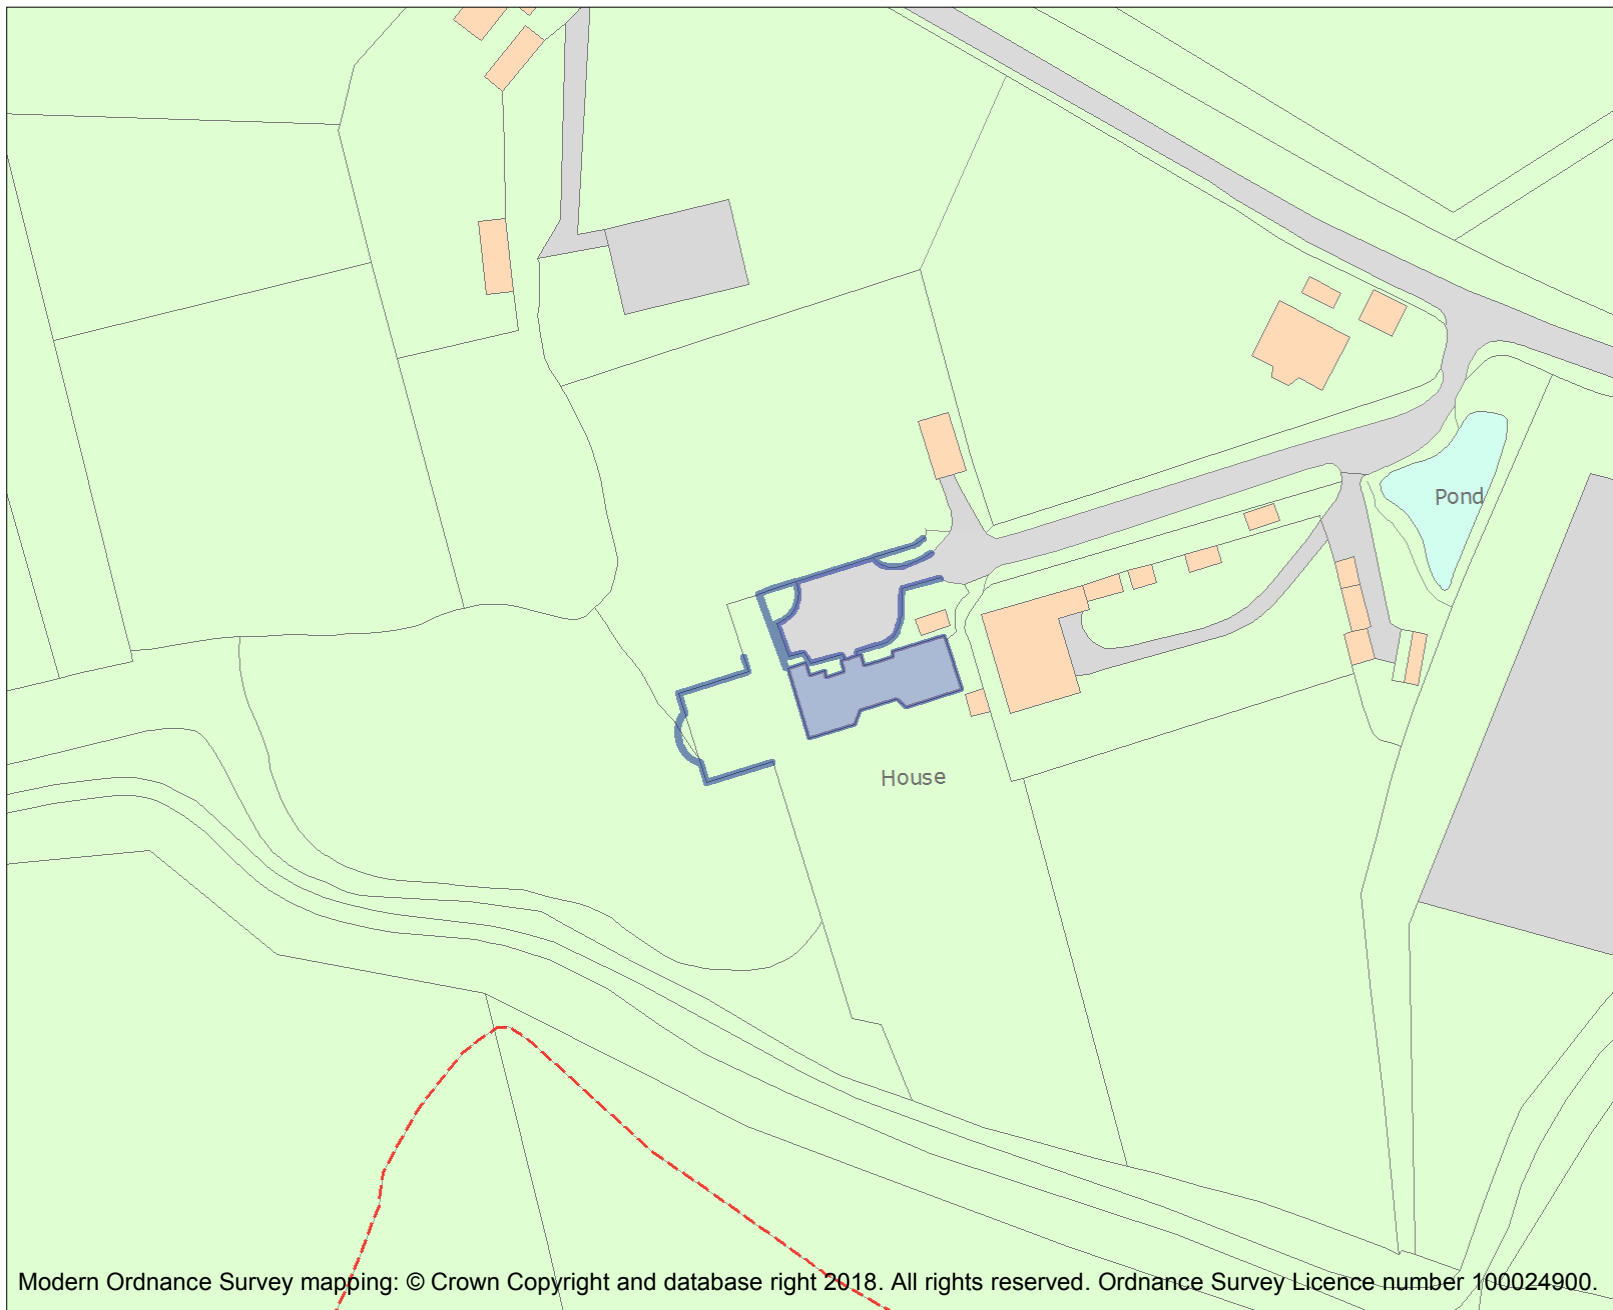 Pond
House
Modern Ordnance Survey mapping: © Crown Copyright and database right 2018. All rights reserved. Ordnance Survey Licence number 100024900.